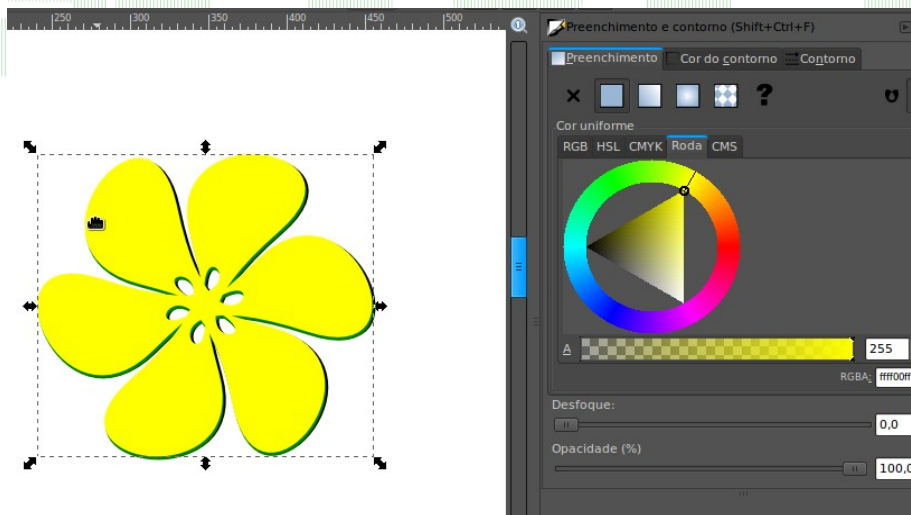 250 300 350 400 450 500
Preenchimento e contorno (Shift+Ctrl+F)
Preenchimento Cor do contorno Contorno
?
Cor uniforme
RGB HSL CMYK Roda CMS
A 255
RGBA: ffff00ff
Desfoque:
0,0
Opacidade (%)
100,0